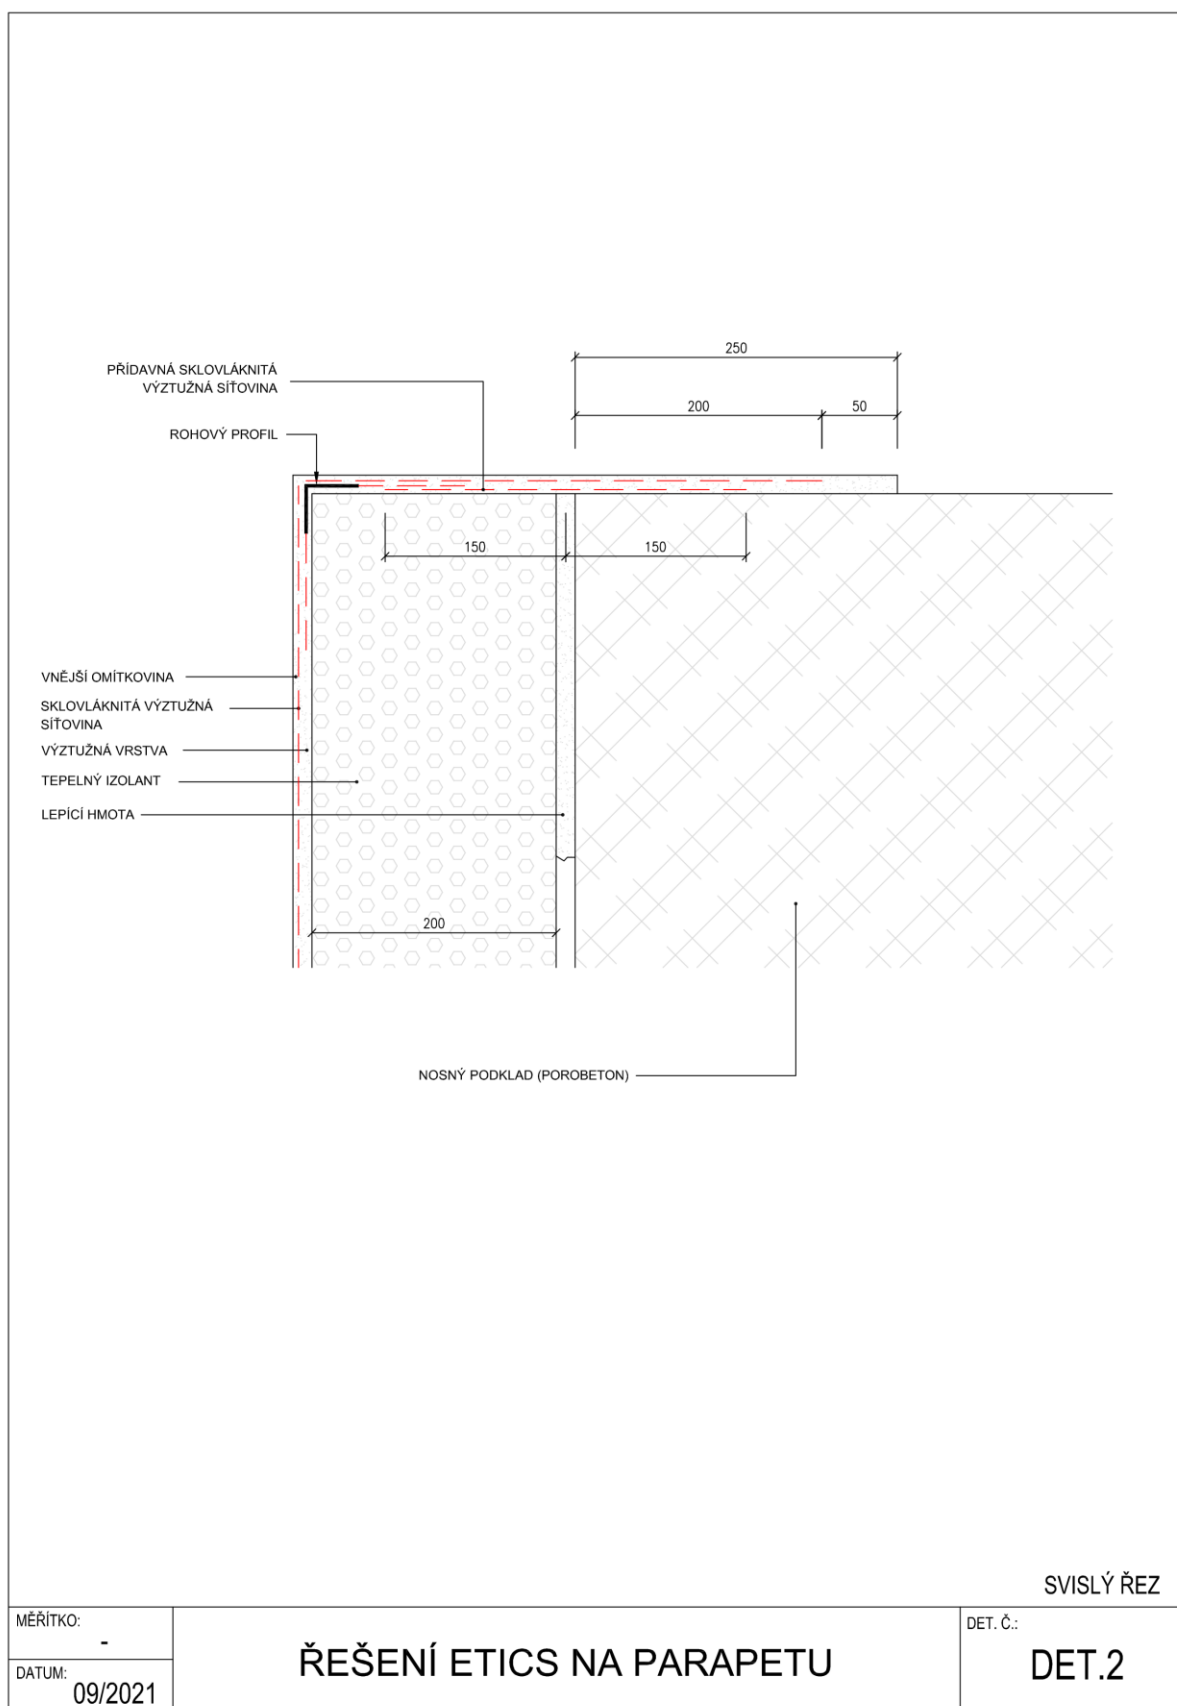 250
PŘÍDAVNÁ SKLOVLÁKNITÁ
VÝZTUŽNÁ SÍŤOVINA
200
50
ROHOVÝ PROFIL
150
150
VNĚJŠÍ OMÍTKOVINA
SKLOVLÁKNITÁ VÝZTUŽNÁ
SÍŤOVINA
VÝZTUŽNÁ VRSTVA
TEPELNÝ IZOLANT
LEPÍCÍ HMOTA
200
NOSNÝ PODKLAD (POROBETON)
SVISLÝ ŘEZ
MĚŘÍTKO:
-
DATUM:
09/2021
ŘEŠENÍ ETICS NA PARAPETU
DET. Č.:
DET.2